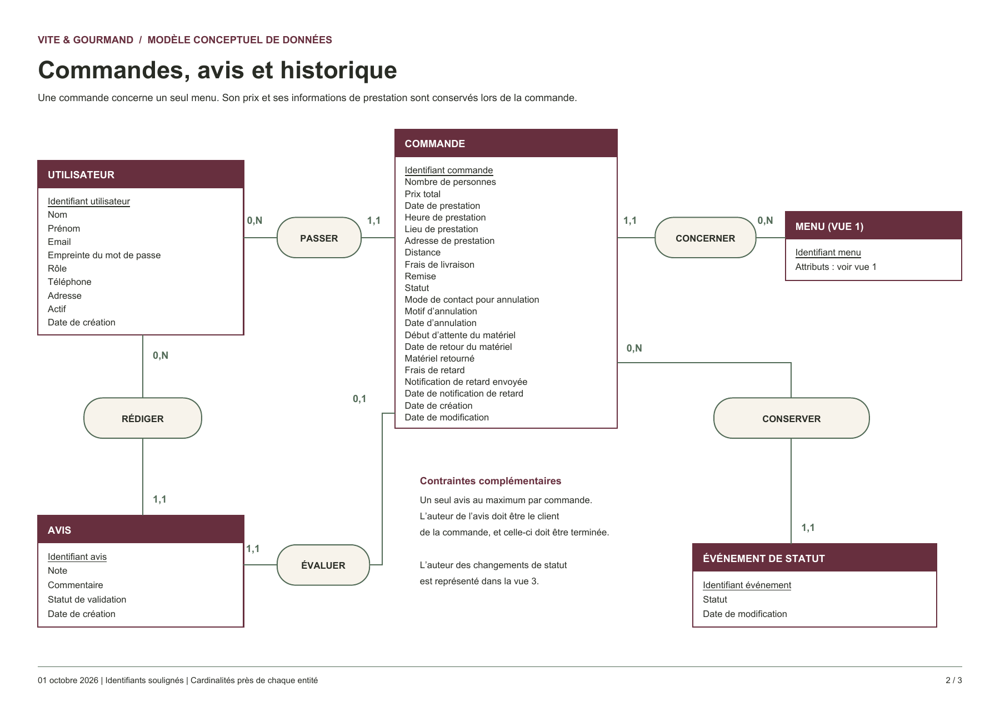 VITE & GOURMAND / MODÈLE CONCEPTUEL DE DONNÉES
Commandes, avis et historique
Une commande concerne un seul menu. Son prix et ses informations de prestation sont conservés lors de la commande.
UTILISATEUR
Identifiant utilisateur
Nom
Prénom
Email
Empreinte du mot de passe
Rôle
Téléphone
Adresse
Actif
Date de création
0,N
PASSER
1,1
COMMANDE
Identifiant commande
Nombre de personnes
Prix total
Date de prestation
Heure de prestation
Lieu de prestation
Adresse de prestation
Distance
Frais de livraison
Remise
Statut
Mode de contact pour annulation
Motif d’annulation
Date d’annulation
Début d’attente du matériel
Date de retour du matériel
Matériel retourné
Frais de retard
Notification de retard envoyée
Date de notification de retard
Date de création
Date de modification
1,1
CONCERNER
0,N
MENU (VUE 1)
Identifiant menu
Attributs : voir vue 1
0,N
RÉDIGER
1,1
0,1
0,N
CONSERVER
1,1
AVIS
Identifiant avis
Note
Commentaire
Statut de validation
Date de création
1,1
ÉVALUER
Contraintes complémentaires
Un seul avis au maximum par commande.
L’auteur de l’avis doit être le client
de la commande, et celle-ci doit être terminée.
L’auteur des changements de statut
est représenté dans la vue 3.
ÉVÉNEMENT DE STATUT
Identifiant événement
Statut
Date de modification
01 octobre 2026 | Identifiants soulignés | Cardinalités près de chaque entité
2 / 3